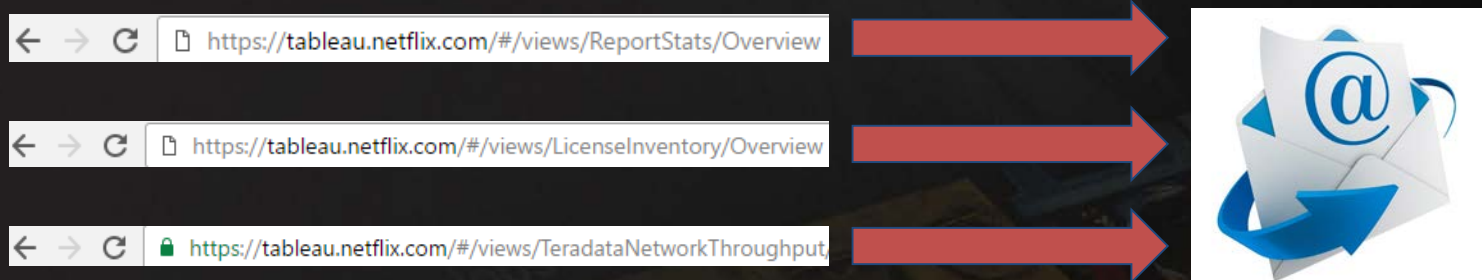 https://tableau.netflix.com/#/views/ReportStats/Overview
@
https://tableau.netflix.com/#/views/LicenseInventory/Overview
https://tableau.netflix.com/#/views/TeradataNetworkThroughput/